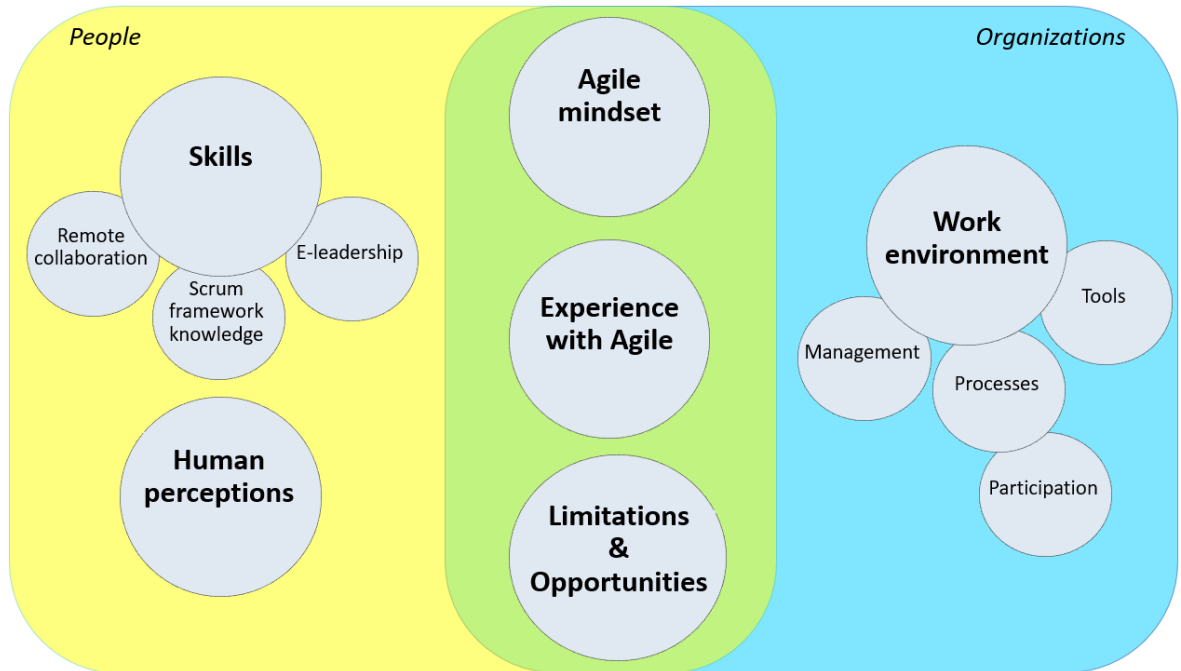 People
Organizations
Skills
Remote
collaboration
Scrum
framework
knowledge
E-leadership
Human
perceptions
Agile
mindset
Experience
with Agile
Limitations
&
Opportunities
Work
environment
Management
Processes
Tools
Participation